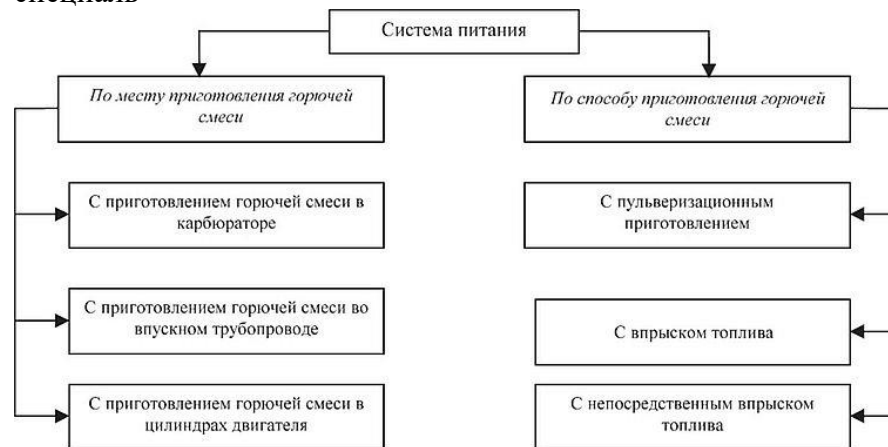 специаль
Система питания
По месту приготовления горючей
смеси
По способу приготовления горючей
смеси
С приготовлением горючей смеси в
карбюраторе
С пульверизационным
приготовлением
С приготовлением горючей смеси во
впускном трубопроводе
С впрыском топлива
С приготовлением горючей смеси в
цилиндрах двигателя
С непосредственным впрыском
топлива